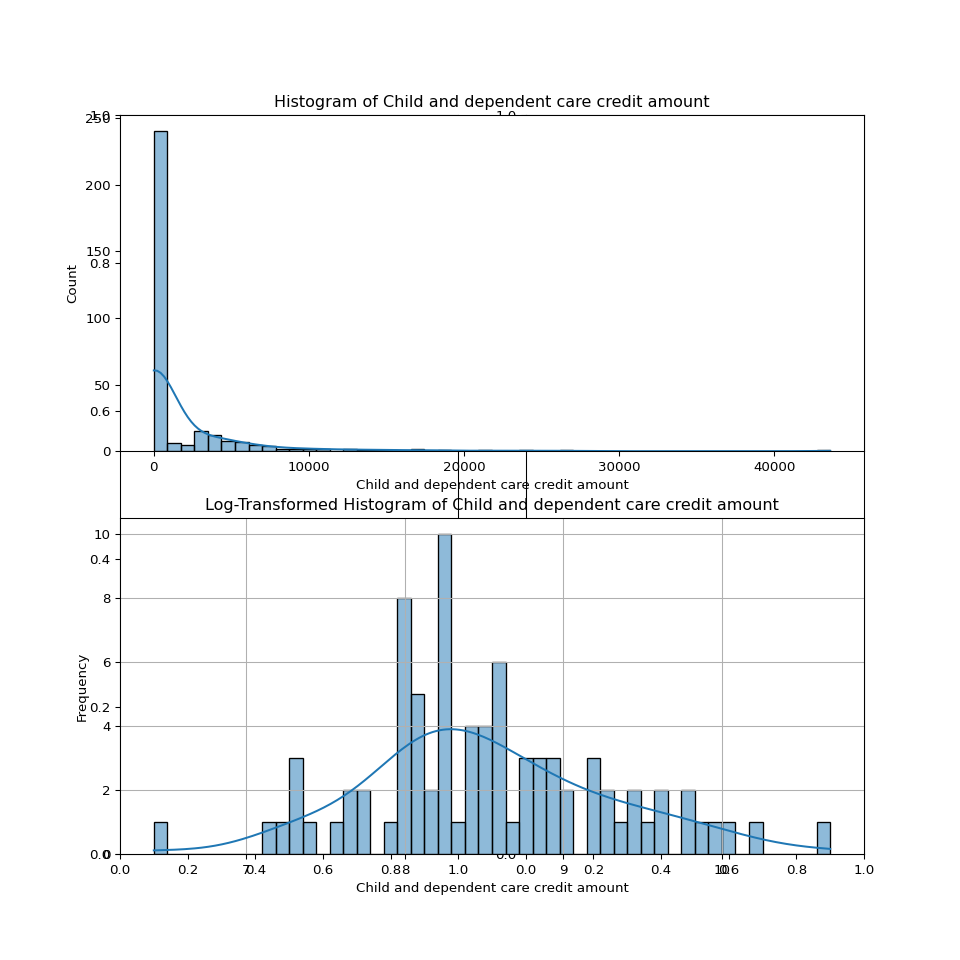 Histogram of Child and dependent care credit amount
1.0 1.0
250
200
150
0.8
Count
100
50
0.6
0
0 10000 20000 30000 40000
Child and dependent care credit amount
Log-Transformed Histogram of Child and dependent care credit amount
10
0.4
8
6
Frequency
0.2
4
2
0.0 0 0.0
0.0 0.2 7 0.4 0.6 0.8 8 1.0 0.0 9 0.2 0.4 10 0.6 0.8 1.0
Child and dependent care credit amount